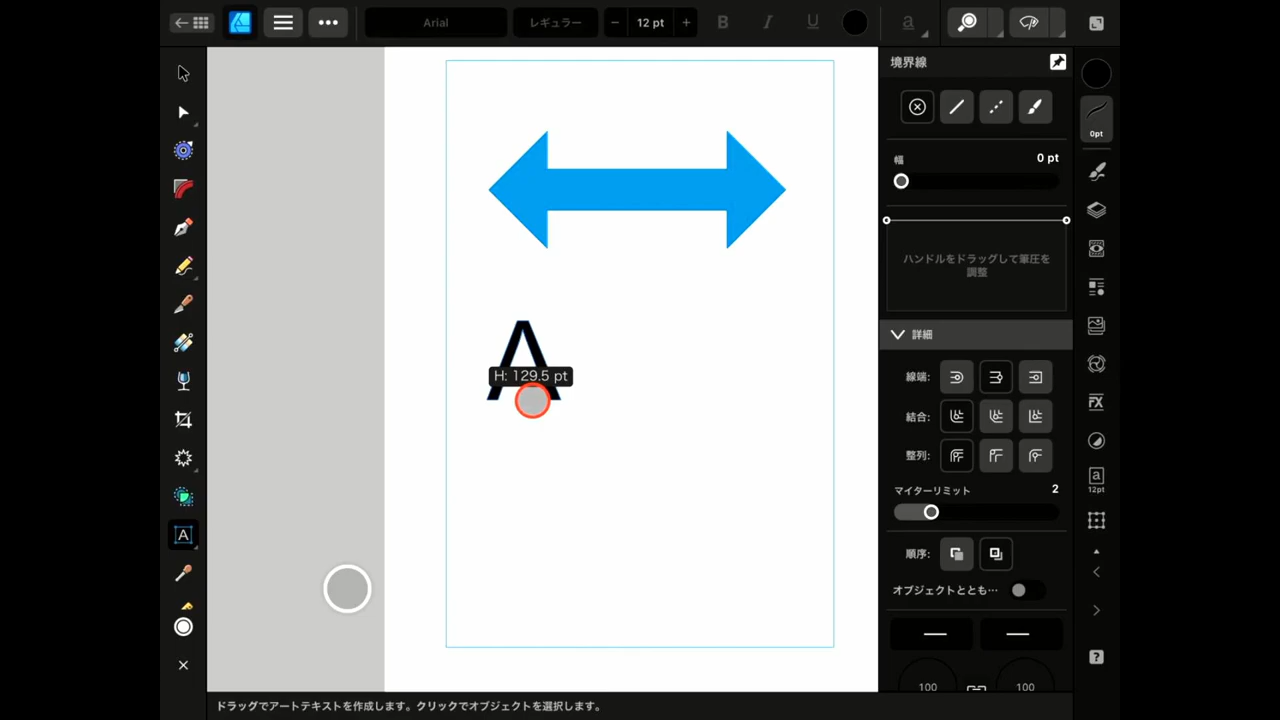 Arial
レギュラー
− 12 pt +
B I U
a
境界線
0pt
幅
0 pt
ハンドルをドラッグして筆圧を
調整
A
H: 129.5 pt
詳細
線端:
結合:
整列:
マイターリミット
2
順序:
オブジェクトととも…
FX
a
12pt
A
?
100
100
ドラッグでアートテキストを作成します。クリックでオブジェクトを選択します。